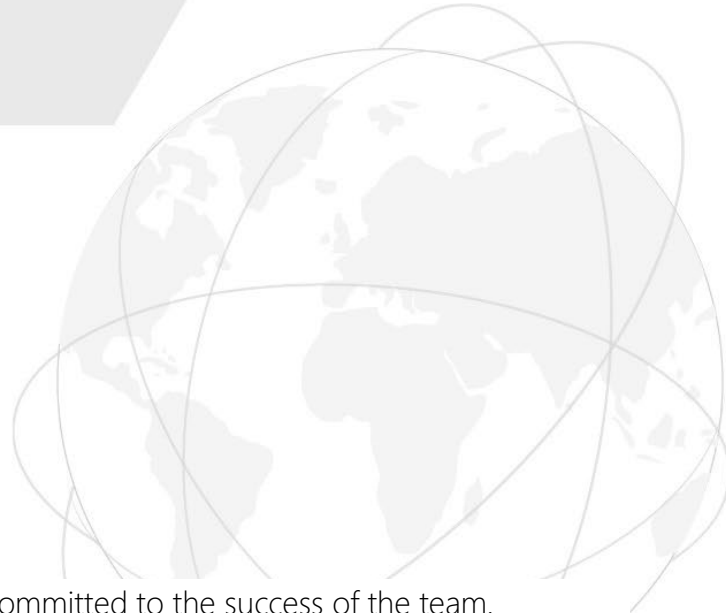 ommitted to the success of the team.